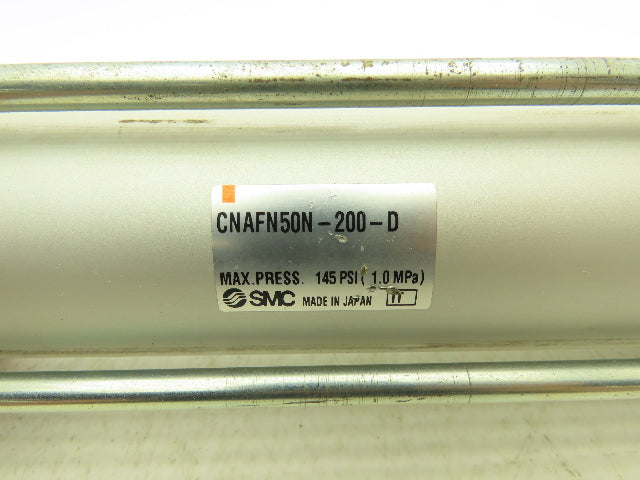 CNAFN50N-200-D
MAX.PRESS. 145 PSI ( 1.0 MPa)
SMC MADE IN JAPAN